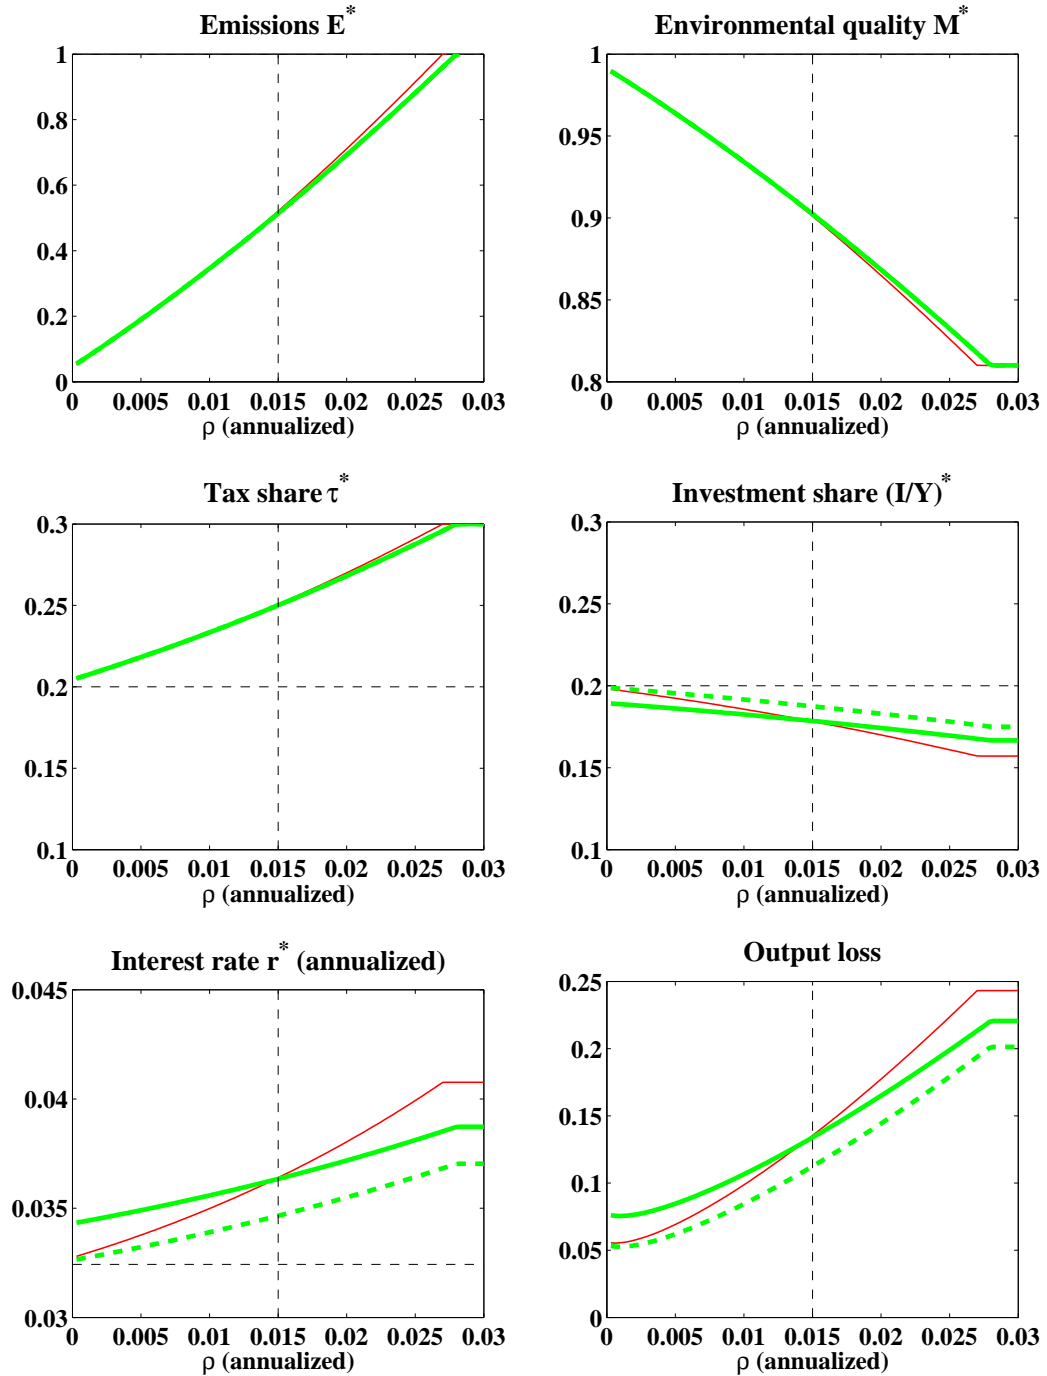 Emissions E*
1
0.8
0.6
0.4
0.2
0
0 0.005 0.01 0.015 0.02 0.025 0.03
ρ (annualized)
Environmental quality M*
0.95
0.9
0.85
0.8
0 0.005 0.01 0.015 0.02 0.025 0.03
ρ (annualized)
Tax share τ*
0.3
0.25
0.2
0.15
0.1
0 0.005 0.01 0.015 0.02 0.025 0.03
ρ (annualized)
Investment share (I/Y)*
0.3
0.25
0.2
0.15
0.1
0 0.005 0.01 0.015 0.02 0.025 0.03
ρ (annualized)
Interest rate r* (annualized)
0.045
0.04
0.035
0.03
0 0.005 0.01 0.015 0.02 0.025 0.03
ρ (annualized)
Output loss
0.25
0.2
0.15
0.1
0.05
0
0 0.005 0.01 0.015 0.02 0.025 0.03
ρ (annualized)